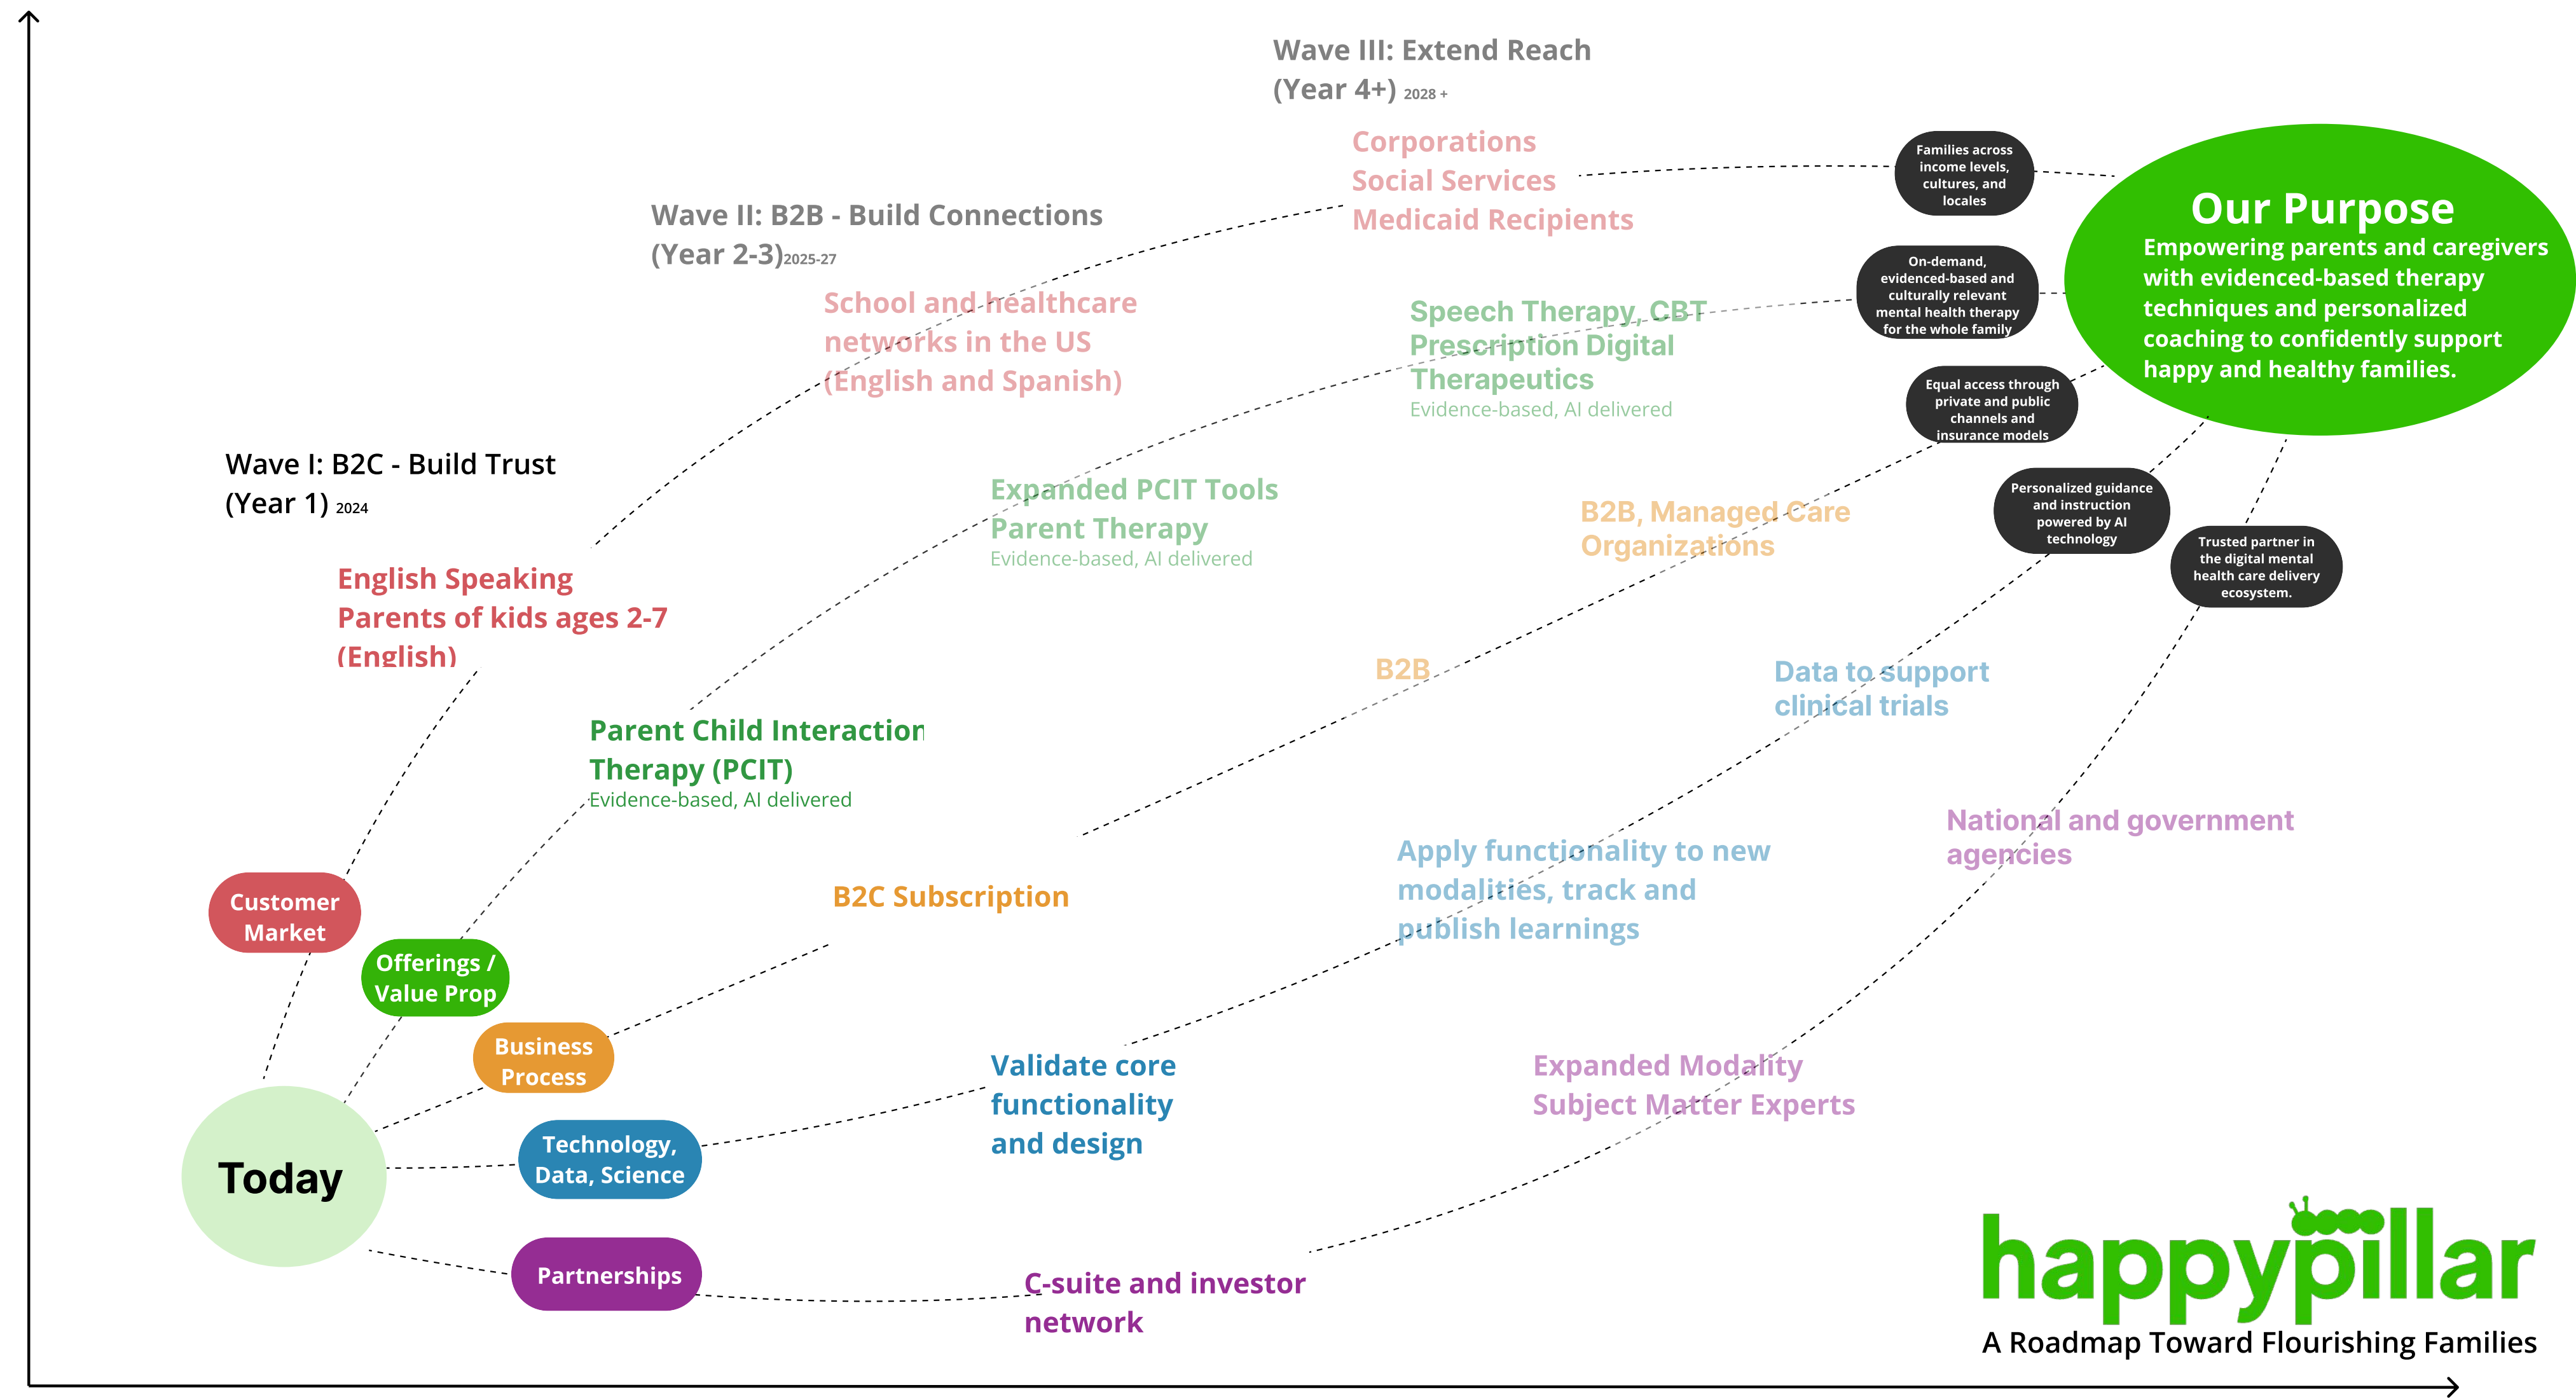 Wave III: Extend Reach
(Year 4+) 2028 +
Corporations
Social Services
Medicaid Recipients
Wave II: B2B - Build Connections
(Year 2-3)2025-27
School and healthcare
networks in the US
(English and Spanish)
Wave I: B2C - Build Trust
(Year 1) 2024
English Speaking
Parents of kids ages 2-7
(English)
Customer
Market
Families across
income levels,
cultures, and
locales
Speech Therapy, CBT
Prescription Digital
Therapeutics
Evidence-based, AI delivered
Expanded PCIT Tools
Parent Therapy
Evidence-based, AI delivered
Parent Child Interaction
Therapy (PCIT)
Evidence-based, AI delivered
Offerings /
Value Prop
On-demand,
evidenced-based and
culturally relevant
mental health therapy
for the whole family
B2B, Managed Care
Organizations
B2B
B2C Subscription
Business
Process
Equal access through
private and public
channels and
insurance models
Data to support
clinical trials
Apply functionality to new
modalities, track and
publish learnings
Validate core
functionality
and design
Technology,
Data, Science
Personalized guidance
and instruction
powered by AI
technology
National and government
agencies
Expanded Modality
Subject Matter Experts
C-suite and investor
network
Partnerships
Trusted partner in
the digital mental
health care delivery
ecosystem.
Today
Our Purpose
Empowering parents and caregivers
with evidenced-based therapy
techniques and personalized
coaching to confidently support
happy and healthy families.
happypillar
A Roadmap Toward Flourishing Families